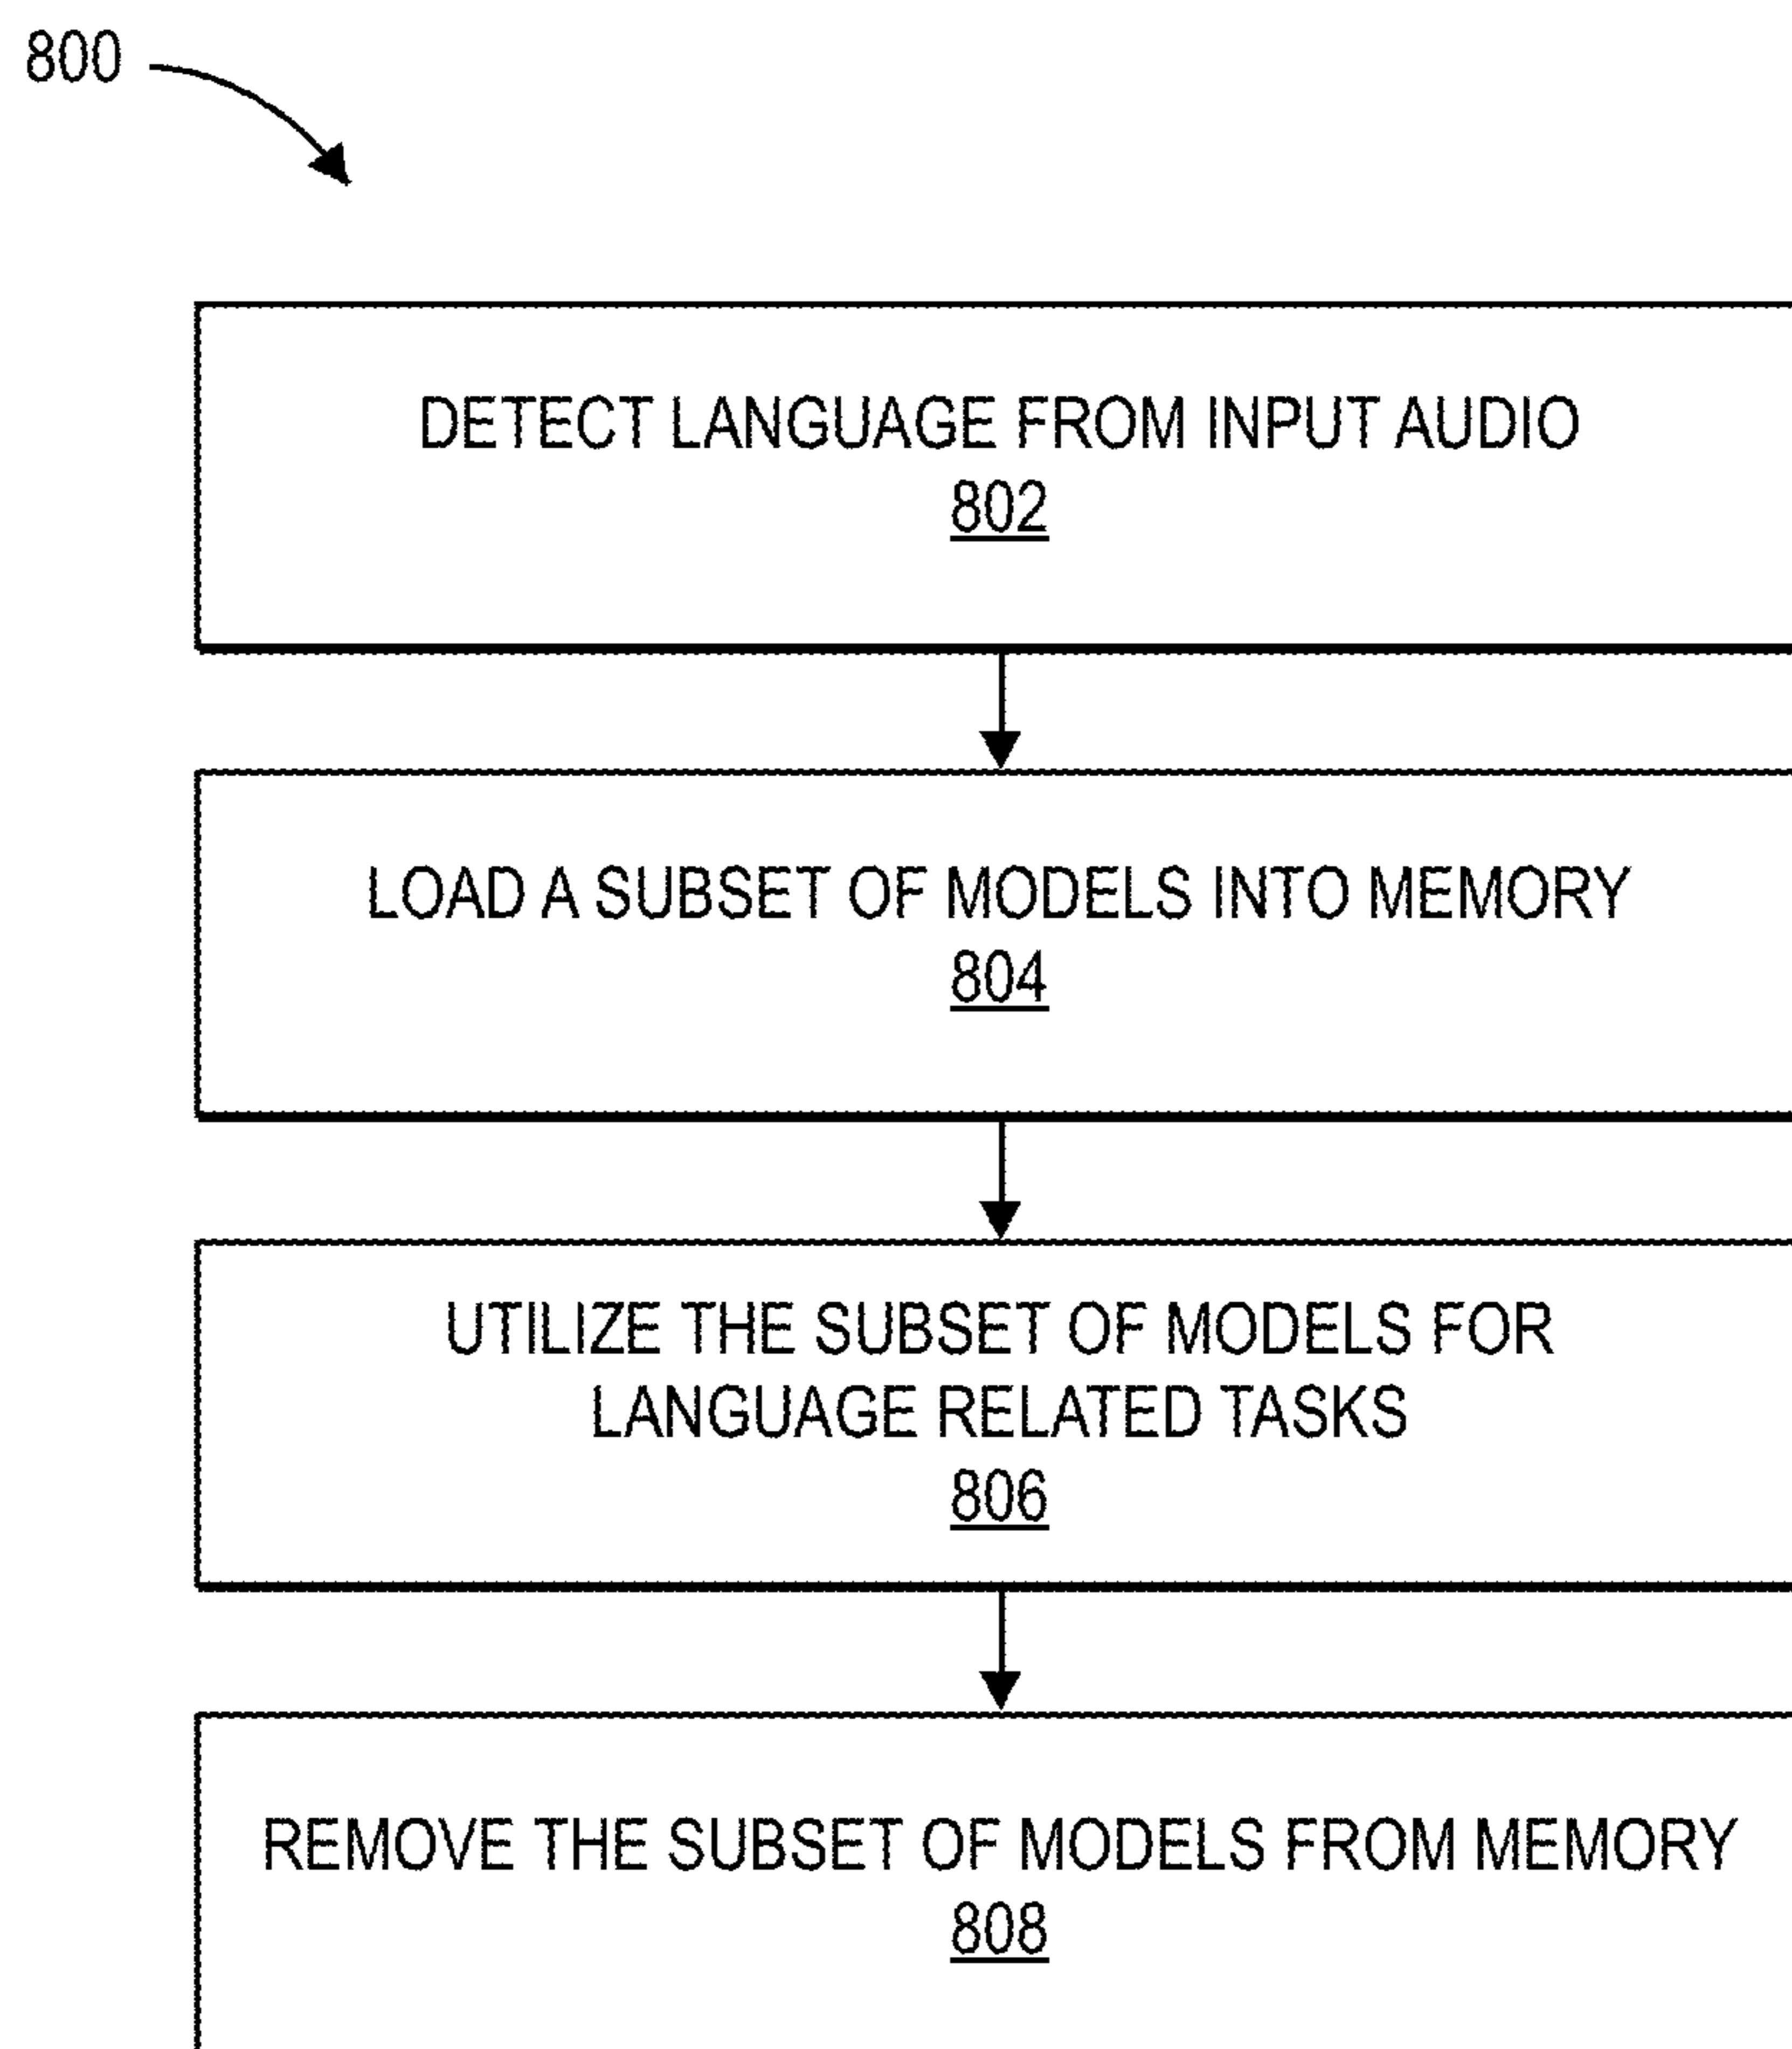 800
DETECT LANGUAGE FROM INPUT AUDIO
802
LOAD A SUBSET OF MODELS INTO MEMORY
804
UTILIZE THE SUBSET OF MODELS FOR
LANGUAGE RELATED TASKS
806
REMOVE THE SUBSET OF MODELS FROM MEMORY
808